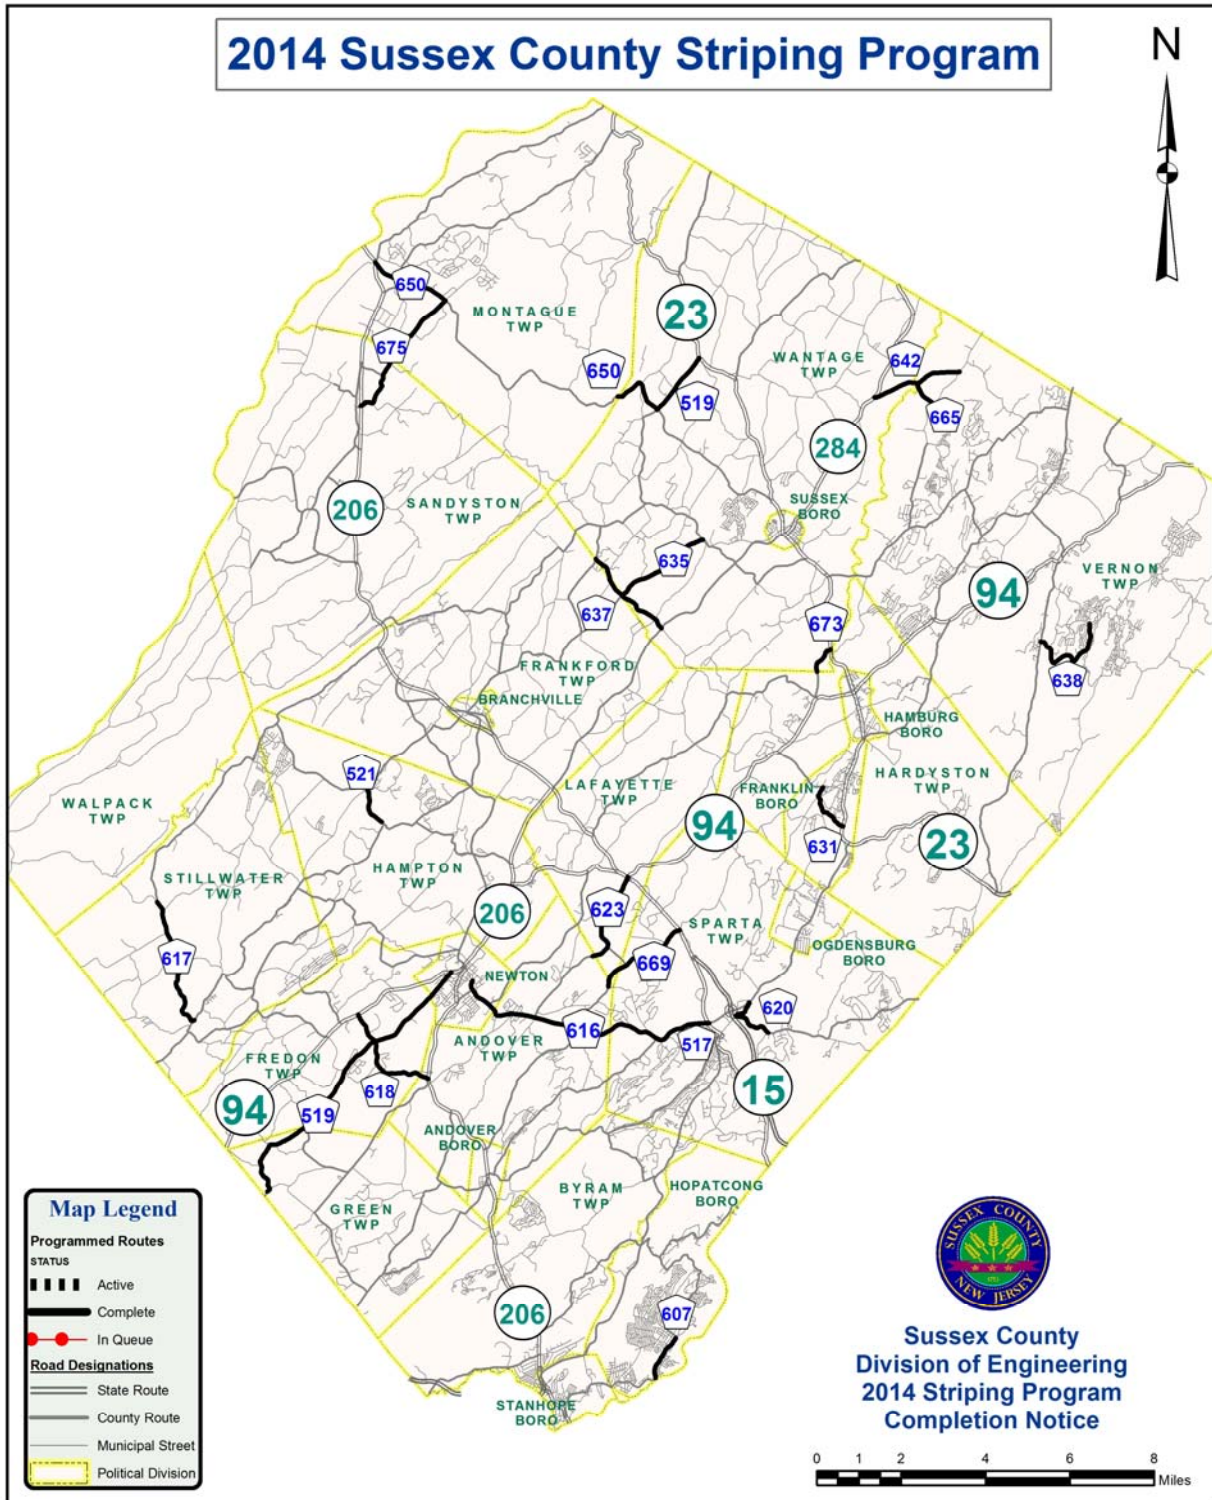 2014 Sussex County Striping Program
N
650
MONTAGUE
TWP
23
675
650
519
WANTAGE
TWP
642
665
284
206
SANDYSTON
TWP
SUSSEX
BORO
635
637
94
VERNON
TWP
673
FRANKFORD
TWP
BRANCHVILLE
638
HAMBURG
BORO
521
LAFAYETTE
TWP
FRANKLIN
BORO
HARDYSTON
TWP
WALPACK
TWP
94
631
23
STILLWATER
TWP
HAMPTON
TWP
206
623
SPARTA
TWP
OGDENSBURG
BORO
617
669
NEWTON
620
616
517
ANDOVER
TWP
FREDON
TWP
618
15
94
519
ANDOVER
BORO
BYRAM
TWP
HOPATCONG
BORO
GREEN
TWP
206
607
STANHOPE
BORO
Map Legend
Programmed Routes
STATUS
Active
Complete
In Queue
Road Designations
State Route
County Route
Municipal Street
Political Division
SUSSEX COUNTY
NEW JERSEY
Sussex County
Division of Engineering
2014 Striping Program
Completion Notice
0 1 2 4 6 8
Miles